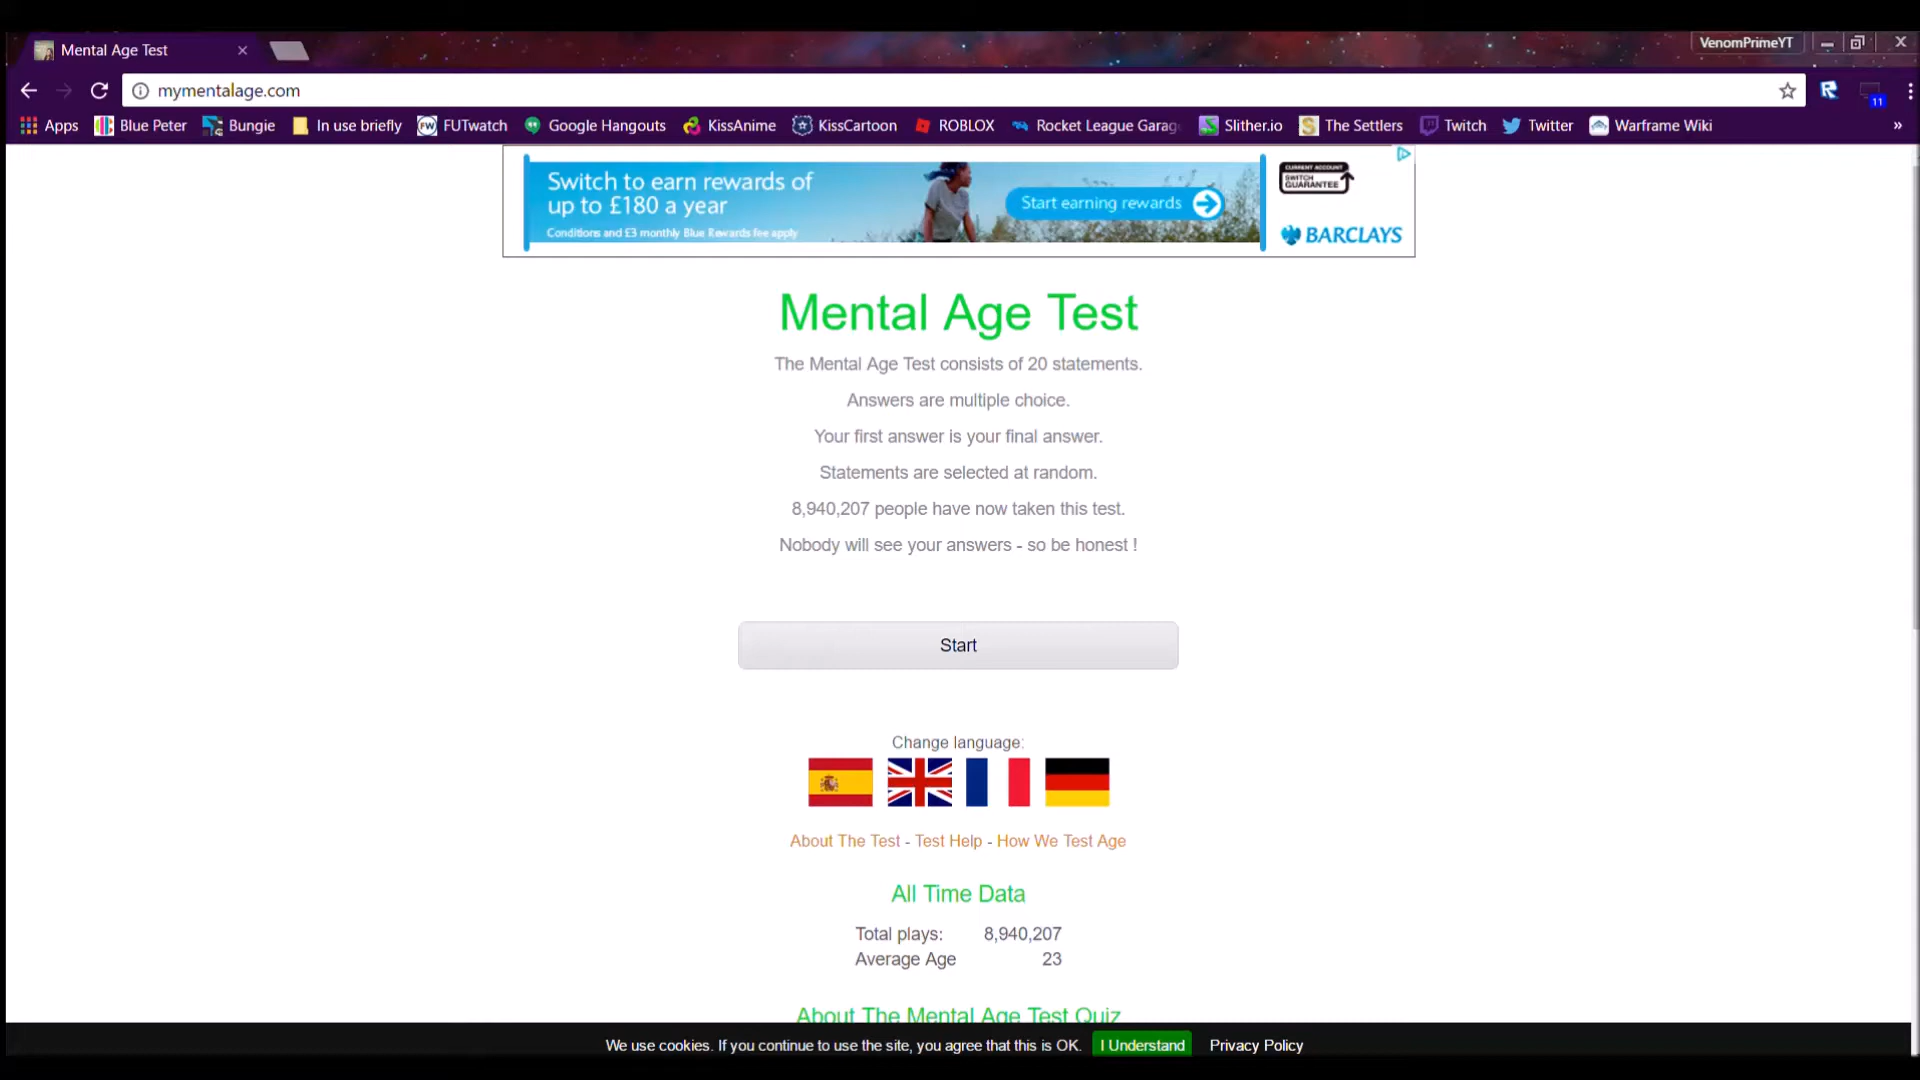 Mental Age Test
VenomPrimeYT
mymentalage.com
11
Apps Blue Peter Bungie In use briefly FUTwatch Google Hangouts KissAnime KissCartoon ROBLOX Rocket League Garag Slither.io The Settlers Twitch Twitter Warframe Wiki »
Switch to earn rewards of
up to £180 a year
Conditions and £3 monthly Blue Rewards fee apply
Start earning rewards
CURRENT ACCOUNT
SWITCH
GUARANTEE
BARCLAYS
Mental Age Test
The Mental Age Test consists of 20 statements.
Answers are multiple choice.
Your first answer is your final answer.
Statements are selected at random.
8,940,207 people have now taken this test.
Nobody will see your answers - so be honest !
Start
Change language:
About The Test - Test Help - How We Test Age
All Time Data
Total plays: 8,940,207
Average Age 23
About The Mental Age Test Quiz
We use cookies. If you continue to use the site, you agree that this is OK. I Understand Privacy Policy